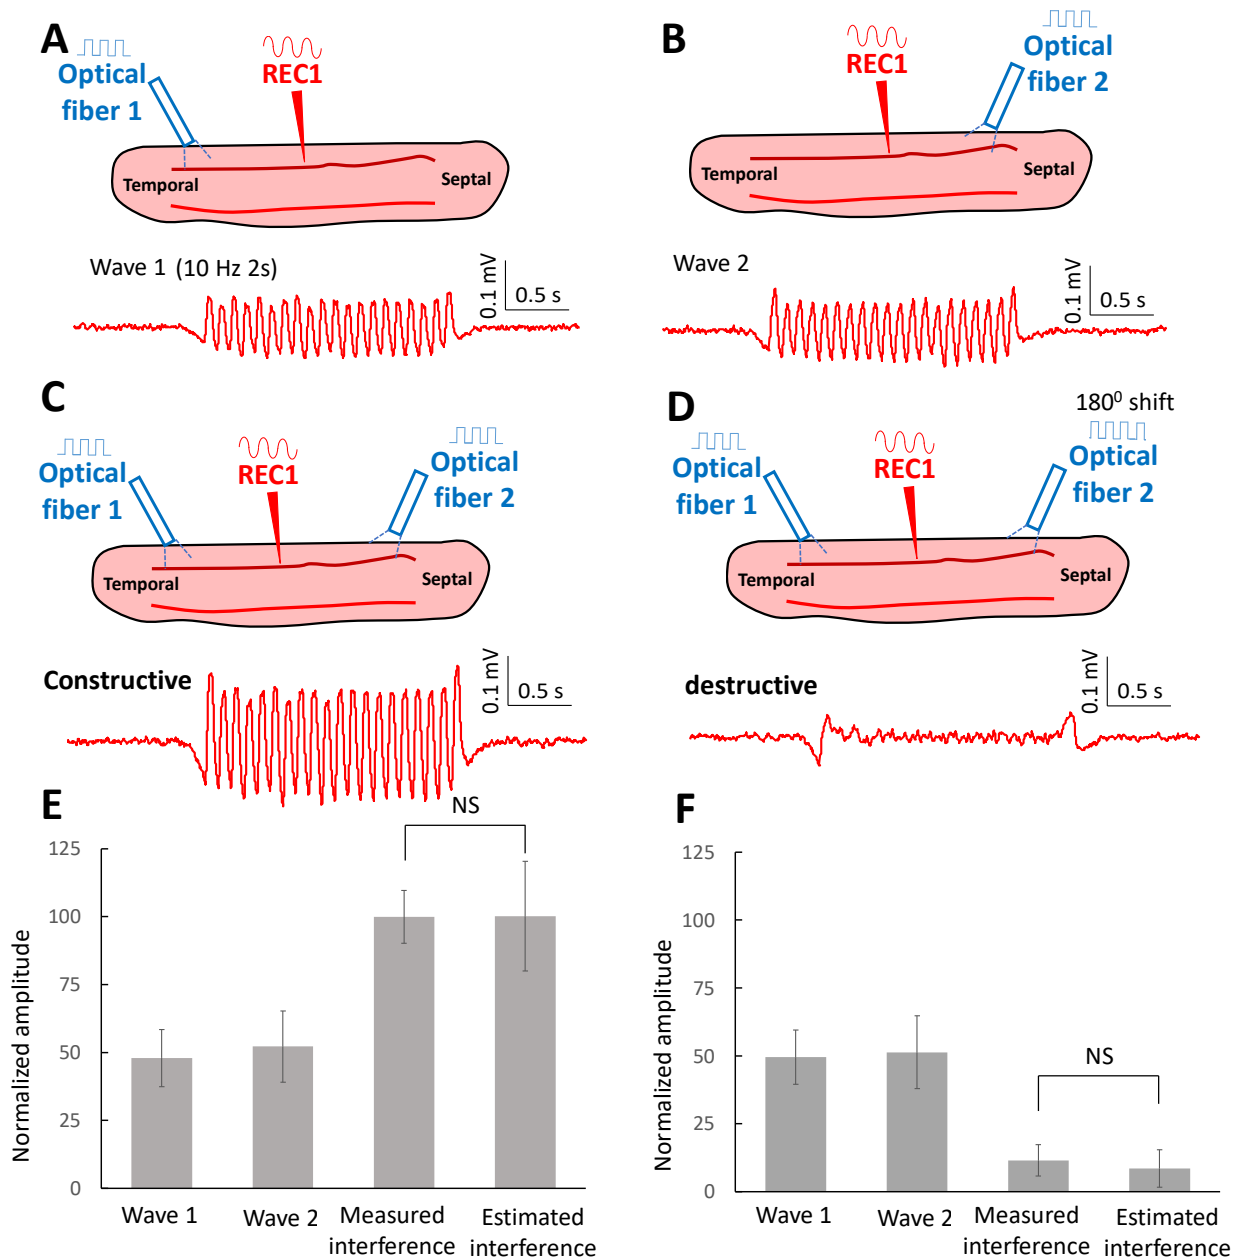 A
Optical
fiber 1
REC1
Temporal
Septal
Wave 1 (10 Hz 2s)
0.1 mV
0.5 s
B
REC1
Optical
fiber 2
Temporal
Septal
Wave 2
0.1 mV
0.5 s
C
Optical
fiber 1
REC1
Optical
fiber 2
Temporal
Septal
Constructive
0.1 mV
0.5 s
D
180⁰ shift
Optical
fiber 1
REC1
Optical
fiber 2
Temporal
Septal
destructive
0.1 mV
0.5 s
E
NS
Normalized amplitude
125
100
75
50
25
0
Wave 1
Wave 2
Measured
interference
Estimated
interference
F
NS
Normalized amplitude
125
100
75
50
25
0
Wave 1
Wave 2
Measured
interference
Estimated
interference